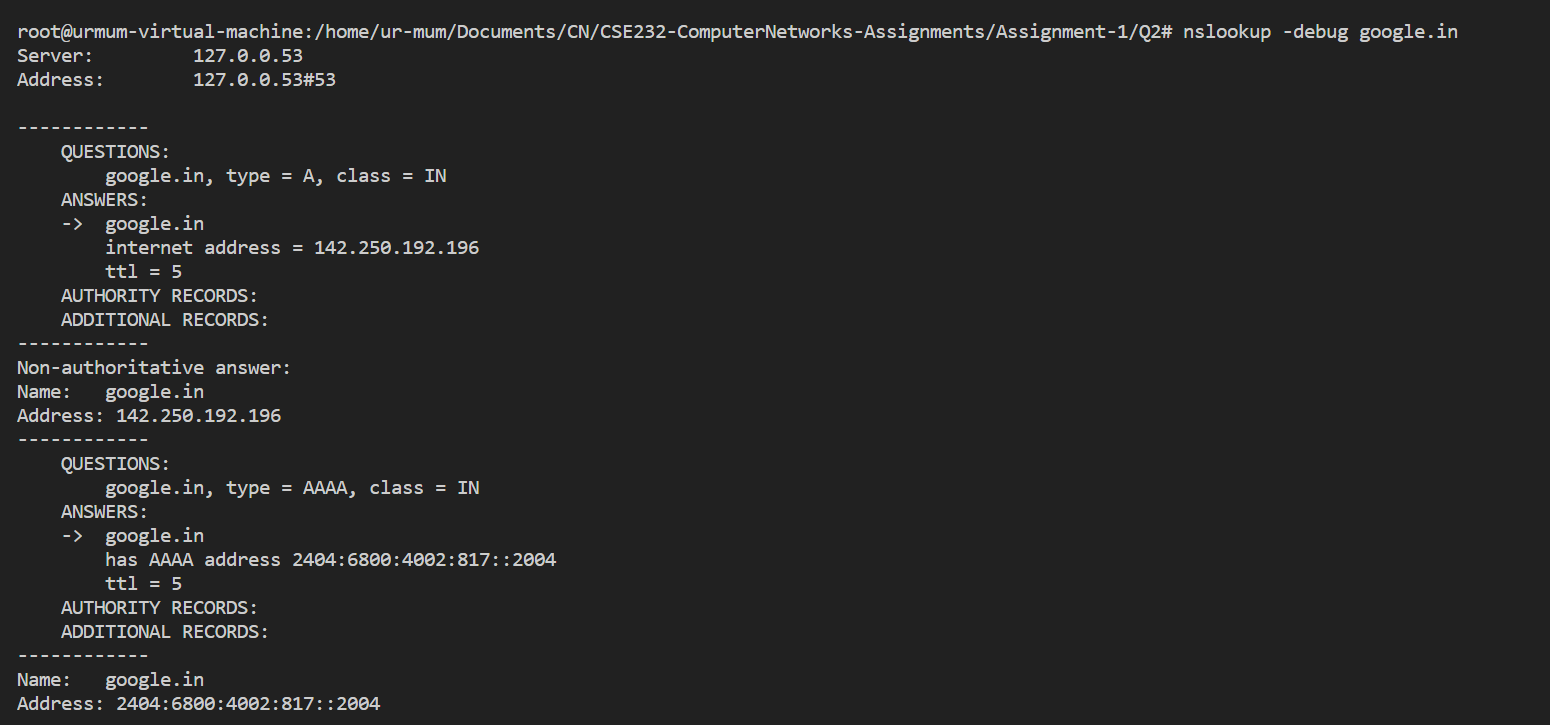 root@urmum-virtual-machine:/home/ur-mum/Documents/CN/CSE232-ComputerNetworks-Assignments/Assignment-1/Q2# nslookup -debug google.in
Server:         127.0.0.53
Address:        127.0.0.53#53

------------
    QUESTIONS:
        google.in, type = A, class = IN
    ANSWERS:
    ->  google.in
        internet address = 142.250.192.196
        ttl = 5
    AUTHORITY RECORDS:
    ADDITIONAL RECORDS:
------------
Non-authoritative answer:
Name:   google.in
Address: 142.250.192.196
------------
    QUESTIONS:
        google.in, type = AAAA, class = IN
    ANSWERS:
    ->  google.in
        has AAAA address 2404:6800:4002:817::2004
        ttl = 5
    AUTHORITY RECORDS:
    ADDITIONAL RECORDS:
------------
Name:   google.in
Address: 2404:6800:4002:817::2004